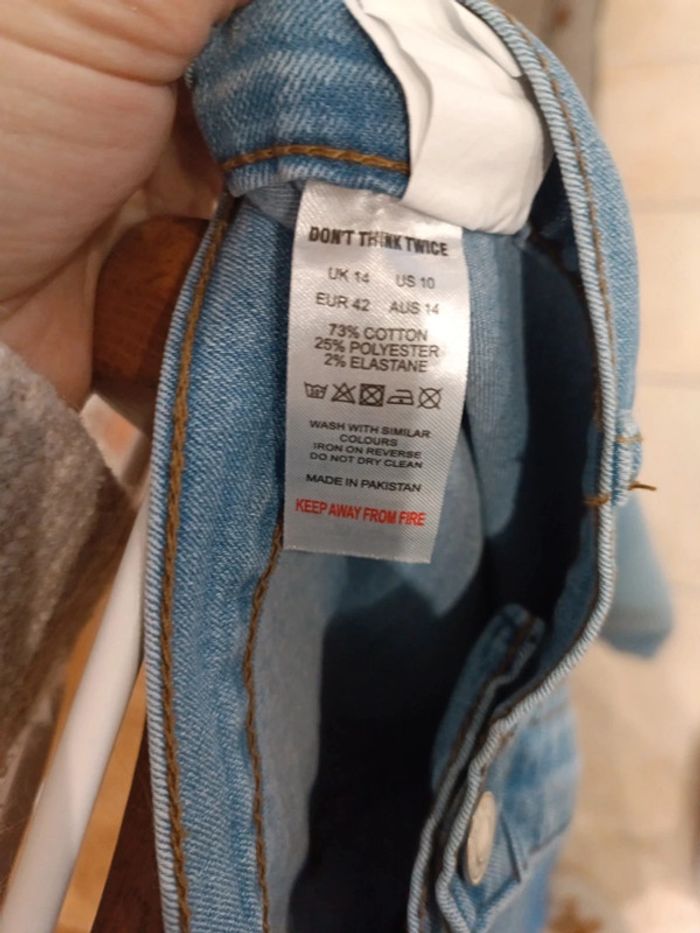 DON'T THINK TWICE
UK 14 US 10
EUR 42 AUS 14
73% COTTON
25% POLYESTER
2% ELASTANE
WASH WITH SIMILAR
COLOURS
IRON ON REVERSE
DO NOT DRY CLEAN
MADE IN PAKISTAN
KEEP AWAY FROM FIRE